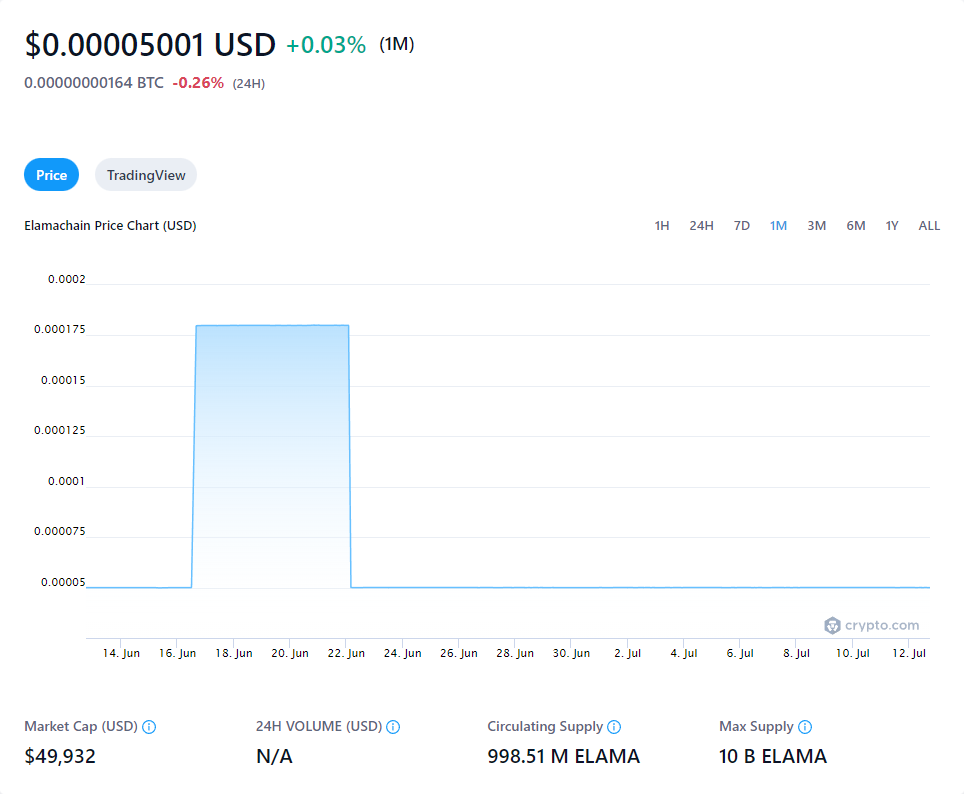 $0.00005001 USD +0.03% (1M)
0.00000000164 BTC -0.26% (24H)
Price TradingView
Elamachain Price Chart (USD) 1H 24H 7D 1M 3M 6M 1Y ALL
0.0002
0.000175
0.00015
0.000125
0.0001
0.000075
0.00005
crypto.com
14. Jun 16. Jun 18. Jun 20. Jun 22. Jun 24. Jun 26. Jun 28. Jun 30. Jun 2. Jul 4. Jul 6. Jul 8. Jul 10. Jul 12. Jul
Market Cap (USD) 24H VOLUME (USD) Circulating Supply Max Supply
$49,932 N/A 998.51 M ELAMA 10 B ELAMA